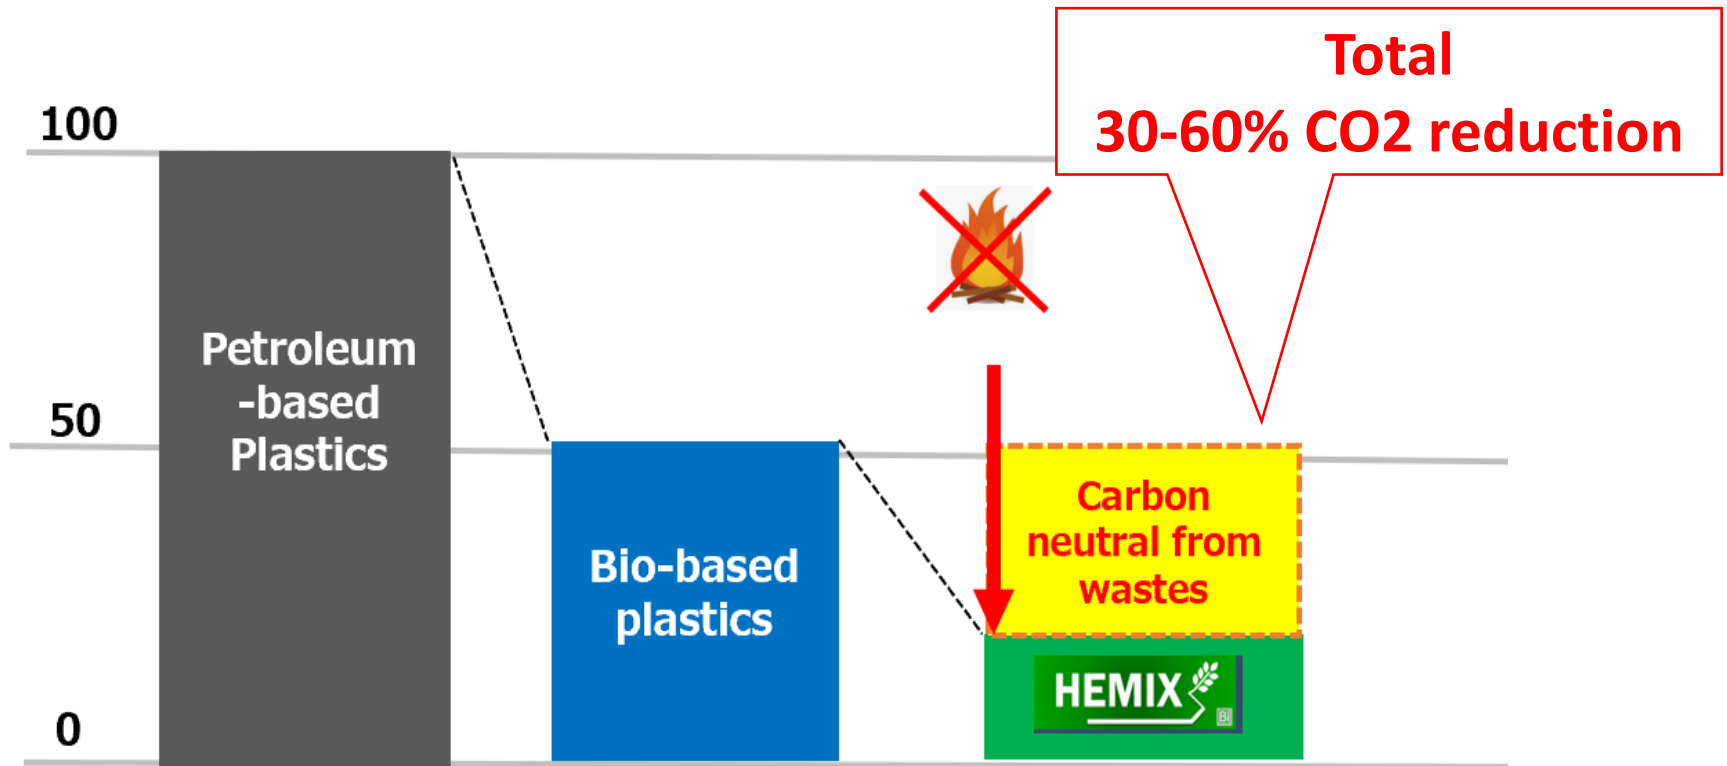 Total
30-60% CO2 reduction
100
Petroleum
-based
Plastics
50
Bio-based
plastics
Carbon
neutral from
wastes
HEMIX
0